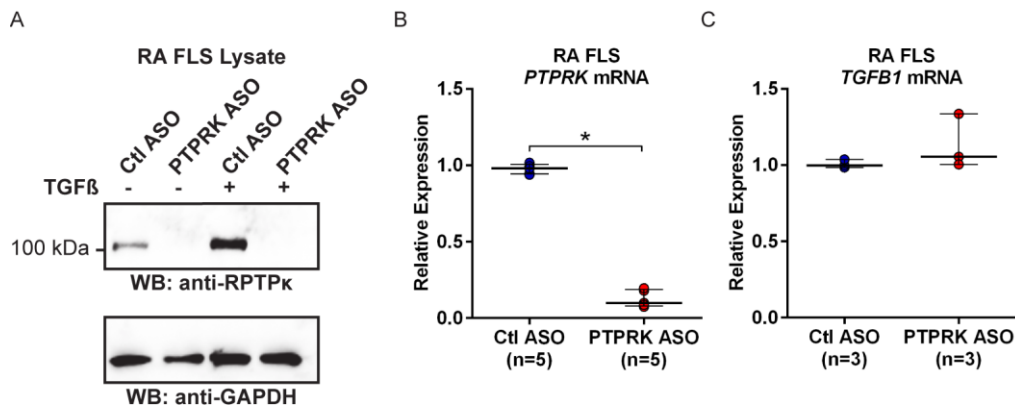 A
RA FLS Lysate
Ctl ASO
PTPRK ASO
Ctl ASO
PTPRK ASO
TGFß - - + +
100 kDa
WB: anti-RPTPκ
WB: anti-GAPDH
B
RA FLS
PTPRK mRNA
Relative Expression
1.5
1.0
0.5
0.0
*
Ctl ASO PTPRK ASO
(n=5) (n=5)
C
RA FLS
TGFB1 mRNA
Relative Expression
1.5
1.0
0.5
0.0
Ctl ASO PTPRK ASO
(n=3) (n=3)